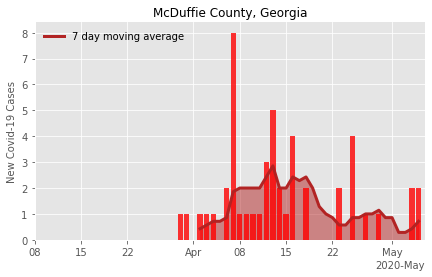 McDuffie County, Georgia
7 day moving average
New Covid-19 Cases
8
7
6
5
4
3
2
1
0
08
15
22
Apr
08
15
22
May
2020-May